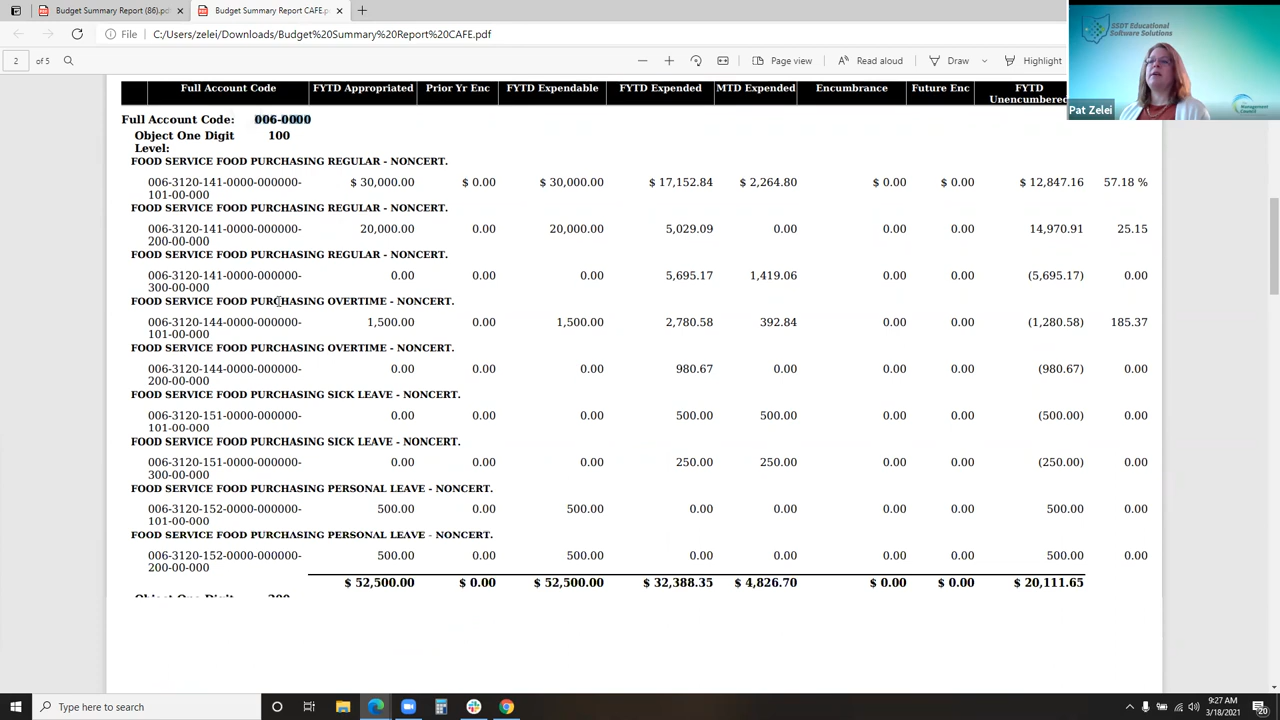 Budget Summary Report (86).pdf
Budget Summary Report CAFE.pdf
File C:/Users/zelei/Downloads/Budget%20Summary%20Report%20CAFE.pdf
2 of 5 Page view Read aloud Draw Highlight
SSDT Educational
Software Solutions
Management
Council
Pat Zelei
Full Account Code FYTD Appropriated Prior Yr Enc FYTD Expendable FYTD Expended MTD Expended Encumbrance Future Enc FYTD
Unencumbered
Full Account Code: 006-0000
Object One Digit 100
Level:
FOOD SERVICE FOOD PURCHASING REGULAR - NONCERT.
006-3120-141-0000-000000- $ 30,000.00 $ 0.00 $ 30,000.00 $ 17,152.84 $ 2,264.80 $ 0.00 $ 0.00 $ 12,847.16 57.18 %
101-00-000
FOOD SERVICE FOOD PURCHASING REGULAR - NONCERT.
006-3120-141-0000-000000- 20,000.00 0.00 20,000.00 5,029.09 0.00 0.00 0.00 14,970.91 25.15
200-00-000
FOOD SERVICE FOOD PURCHASING REGULAR - NONCERT.
006-3120-141-0000-000000- 0.00 0.00 0.00 5,695.17 1,419.06 0.00 0.00 (5,695.17) 0.00
300-00-000
FOOD SERVICE FOOD PURCHASING OVERTIME - NONCERT.
006-3120-144-0000-000000- 1,500.00 0.00 1,500.00 2,780.58 392.84 0.00 0.00 (1,280.58) 185.37
101-00-000
FOOD SERVICE FOOD PURCHASING OVERTIME - NONCERT.
006-3120-144-0000-000000- 0.00 0.00 0.00 980.67 0.00 0.00 0.00 (980.67) 0.00
200-00-000
FOOD SERVICE FOOD PURCHASING SICK LEAVE - NONCERT.
006-3120-151-0000-000000- 0.00 0.00 0.00 500.00 500.00 0.00 0.00 (500.00) 0.00
101-00-000
FOOD SERVICE FOOD PURCHASING SICK LEAVE - NONCERT.
006-3120-151-0000-000000- 0.00 0.00 0.00 250.00 250.00 0.00 0.00 (250.00) 0.00
300-00-000
FOOD SERVICE FOOD PURCHASING PERSONAL LEAVE - NONCERT.
006-3120-152-0000-000000- 500.00 0.00 500.00 0.00 0.00 0.00 0.00 500.00 0.00
101-00-000
FOOD SERVICE FOOD PURCHASING PERSONAL LEAVE - NONCERT.
006-3120-152-0000-000000- 500.00 0.00 500.00 0.00 0.00 0.00 0.00 500.00 0.00
200-00-000
$ 52,500.00 $ 0.00 $ 52,500.00 $ 32,388.35 $ 4,826.70 $ 0.00 $ 0.00 $ 20,111.65
Object One Digit 200
Type here to search
9:27 AM
3/18/2021
20